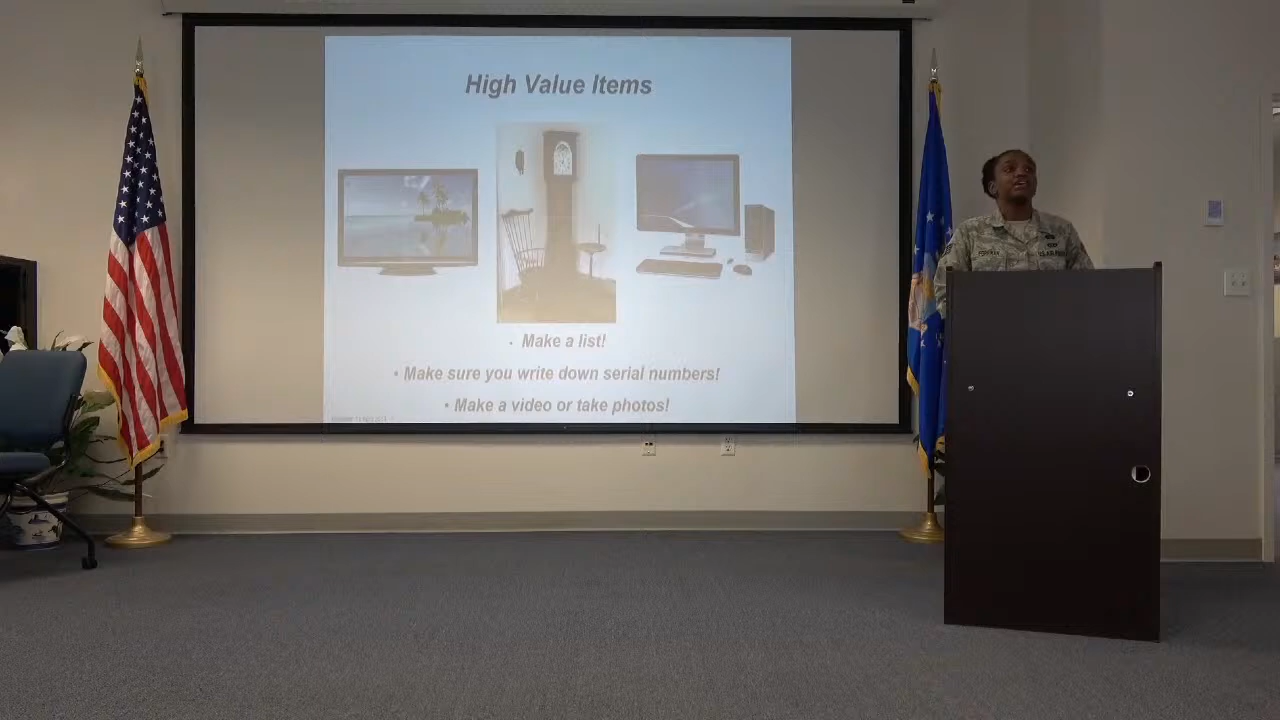 High Value Items
• Make a list!
• Make sure you write down serial numbers!
• Make a video or take photos!